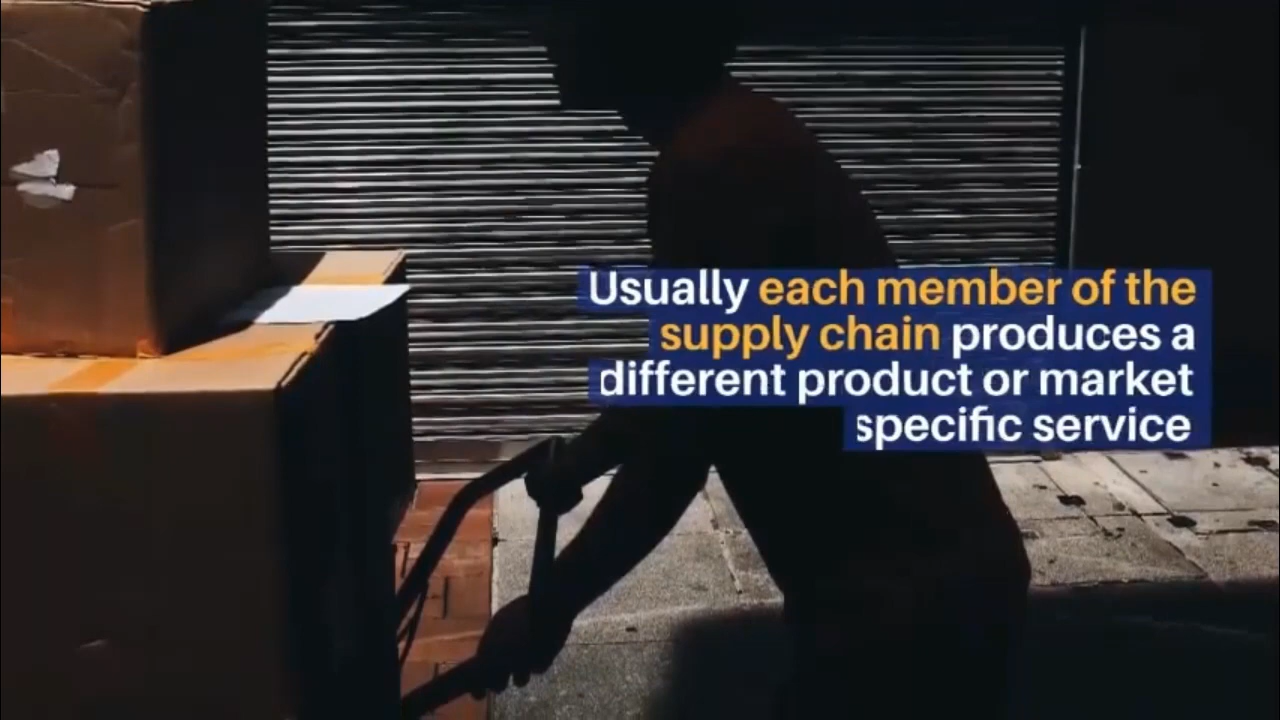 Usually each member of the
supply chain produces a
different product or market
specific service